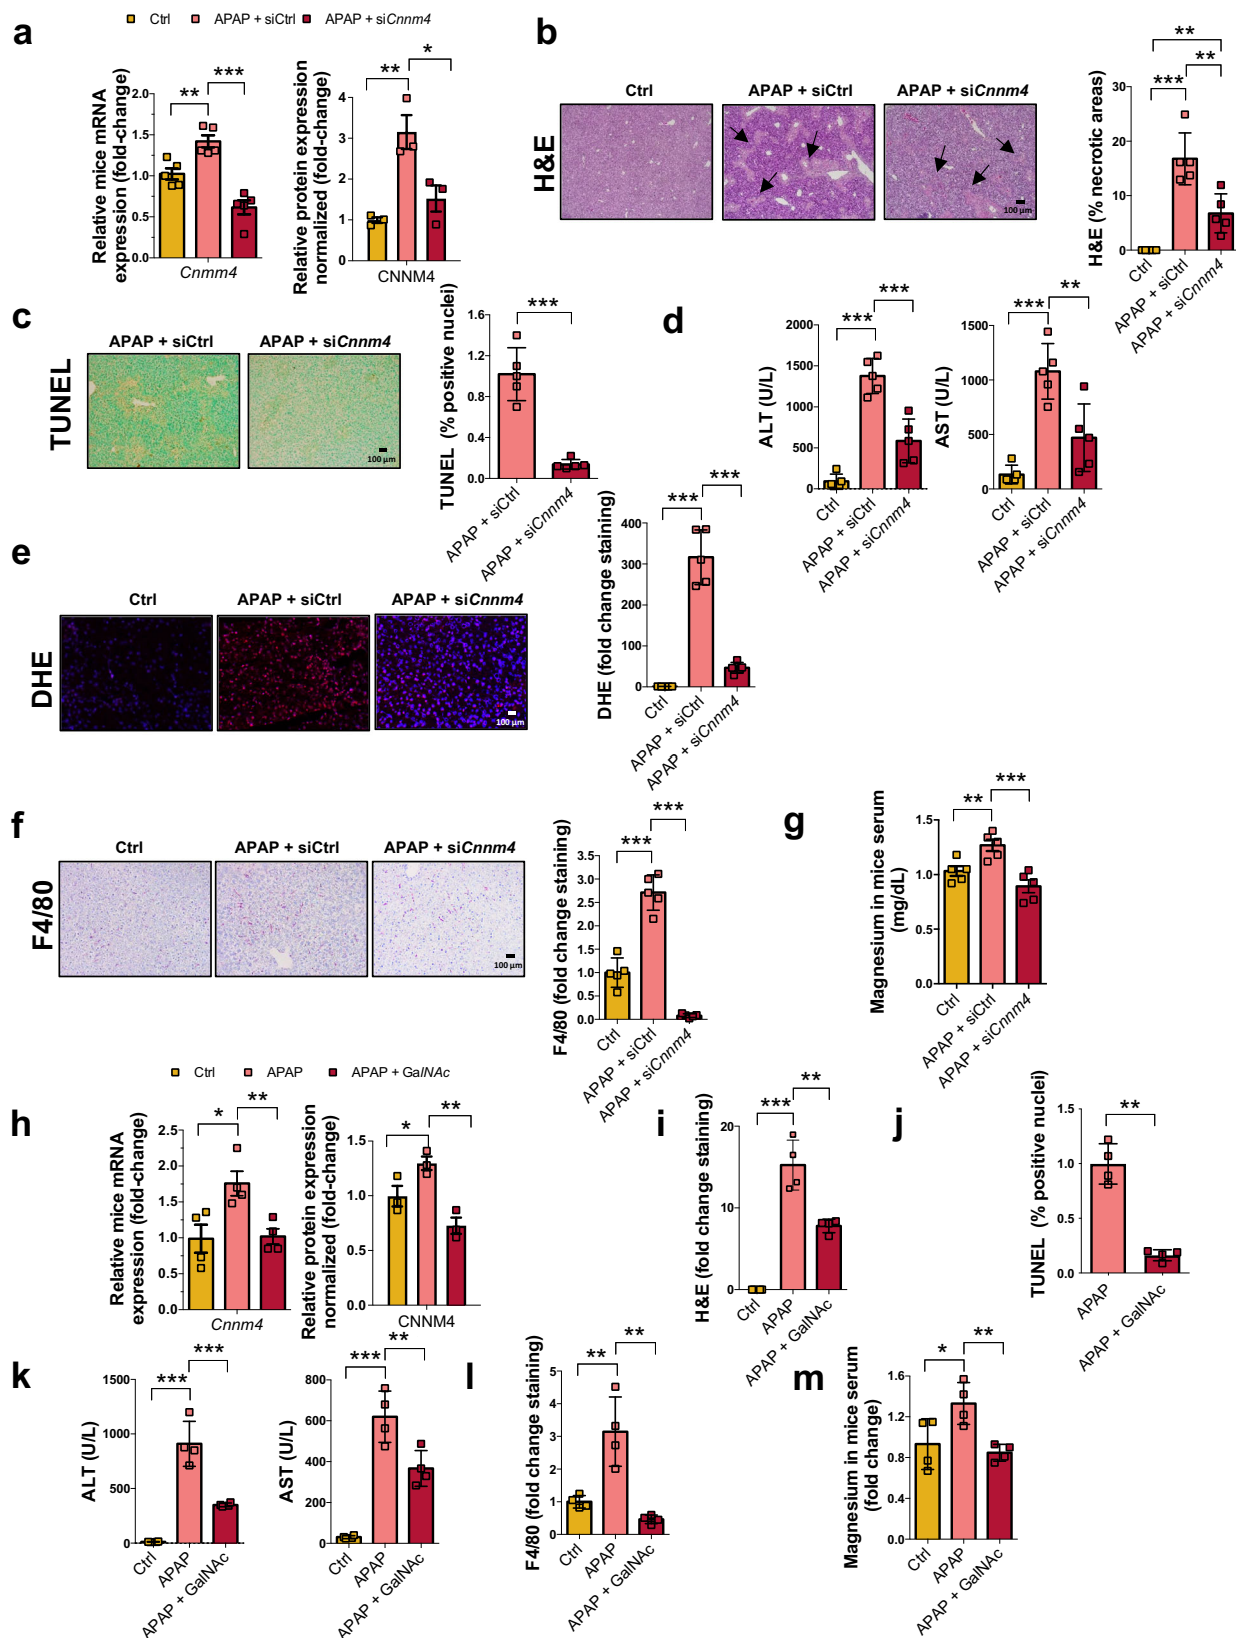 Ctrl APAP + siCtrl APAP + siCnnm4
a
Relative mice mRNA
expression (fold-change)
2.0
1.5
1.0
0.5
0.0
** ***
Cnmm4
Relative protein expression
normalized (fold-change)
4
3
2
1
0
** *
CNNM4
b
H&E
Ctrl APAP + siCtrl APAP + siCnnm4
100 µm
H&E (% necrotic areas)
30
20
10
0
**
*** **
Ctrl
APAP + siCtrl
APAP + siCnnm4
c
TUNEL
APAP + siCtrl APAP + siCnnm4
100 µm
TUNEL (% positive nuclei)
1.6
1.2
0.8
0.4
0.0
***
APAP + siCtrl
APAP + siCnnm4
d
ALT (U/L)
2000
1500
1000
500
0
*** ***
Ctrl
APAP + siCtrl
APAP + siCnnm4
AST (U/L)
1500
1000
500
0
*** **
Ctrl
APAP + siCtrl
APAP + siCnnm4
e
DHE
Ctrl APAP + siCtrl APAP + siCnnm4
100 µm
DHE (fold change staining)
400
300
200
100
0
*** ***
Ctrl
APAP + siCtrl
APAP + siCnnm4
f
F4/80
Ctrl APAP + siCtrl APAP + siCnnm4
100 µm
F4/80 (fold change staining)
3.5
3.0
2.5
2.0
1.5
1.0
0.5
0.0
*** ***
Ctrl
APAP + siCtrl
APAP + siCnnm4
g
Magnesium in mice serum
(mg/dL)
1.5
1.0
0.5
0.0
** ***
Ctrl
APAP + siCtrl
APAP + siCnnm4
Ctrl APAP APAP + GalNAc
h
Relative mice mRNA
expression (fold-change)
2.5
2.0
1.5
1.0
0.5
0.0
* **
Cnnm4
Relative protein expression
normalized (fold-change)
1.5
1.0
0.5
0.0
* **
CNNM4
i
H&E (fold change staining)
20
10
0
*** **
Ctrl
APAP
APAP + GalNAc
j
TUNEL (% positive nuclei)
1.5
1.0
0.5
0.0
**
APAP
APAP + GalNAc
k
ALT (U/L)
1500
1000
500
0
*** ***
Ctrl
APAP
APAP + GalNAc
AST (U/L)
800
600
400
200
0
*** **
Ctrl
APAP
APAP + GalNAc
l
F4/80 (fold change staining)
5
4
3
2
1
0
** **
Ctrl
APAP
APAP + GalNAc
m
Magnesium in mice serum
(fold change)
1.6
1.2
0.8
0.4
0.0
* **
Ctrl
APAP
APAP + GalNAc